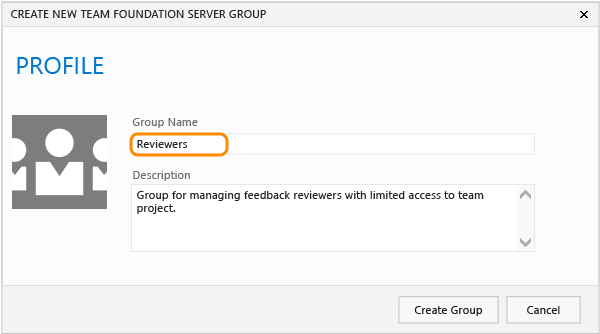 CREATE NEW TEAM FOUNDATION SERVER GROUP
PROFILE
Group Name
Reviewers
Description
Group for managing feedback reviewers with limited access to team
project.
Create Group
Cancel